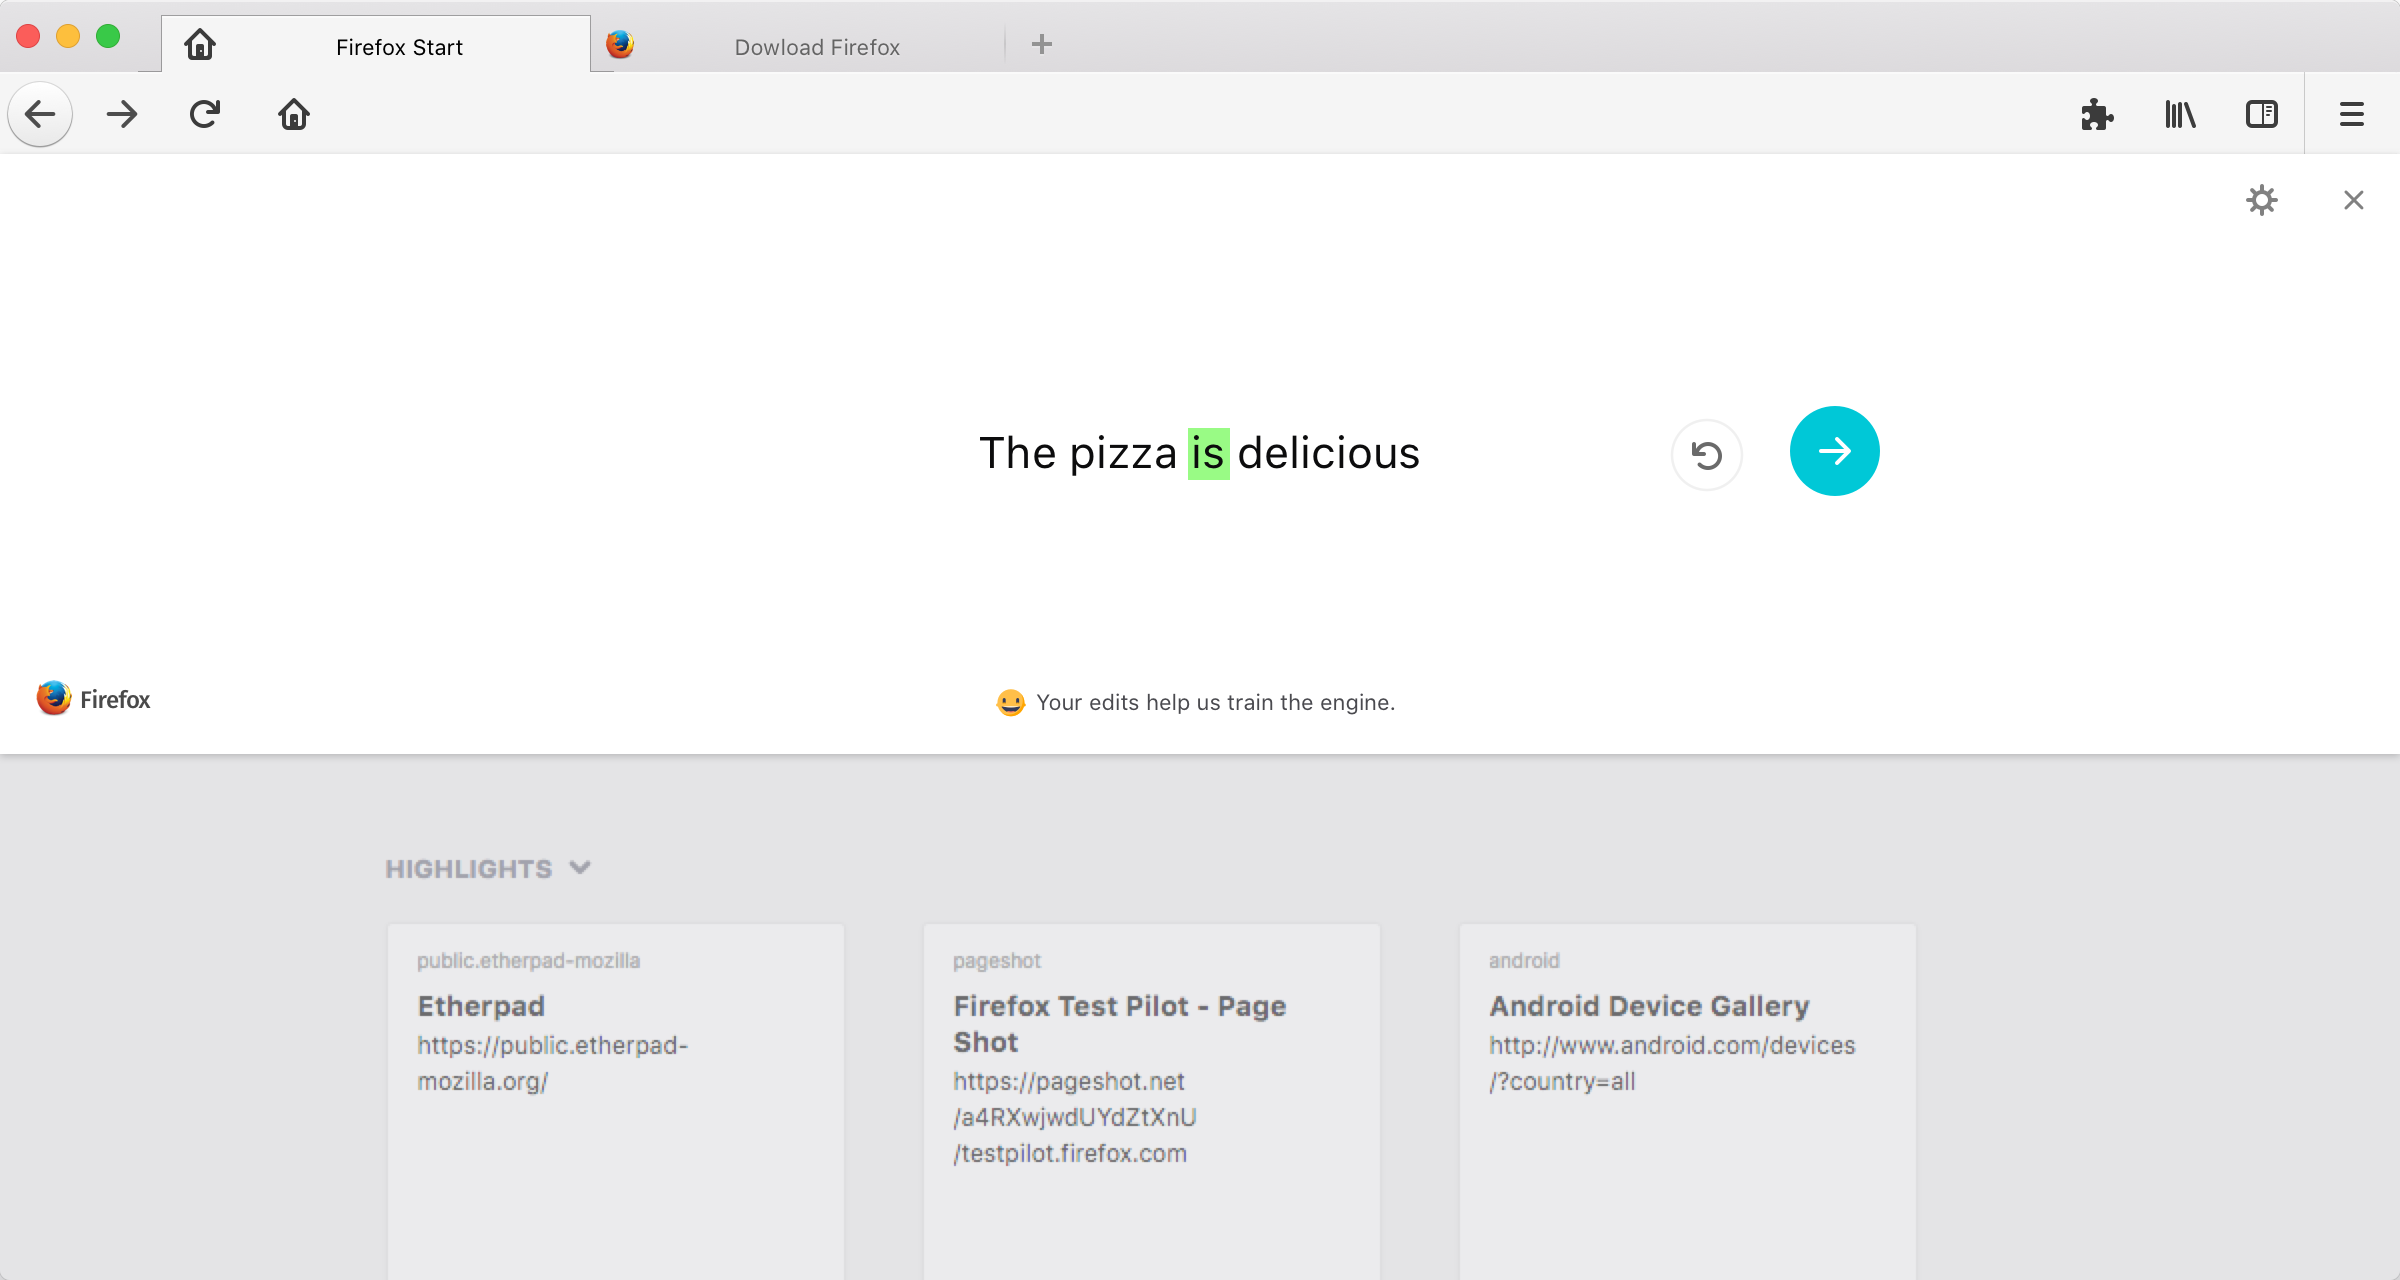 Firefox Start
Dowload Firefox
The pizza is delicious
Firefox
Your edits help us train the engine.
HIGHLIGHTS
public.etherpad-mozilla
Etherpad
https://public.etherpad-
mozilla.org/
pageshot
Firefox Test Pilot - Page
Shot
https://pageshot.net
/a4RXwjwdUYdZtXnU
/testpilot.firefox.com
android
Android Device Gallery
http://www.android.com/devices
/?country=all